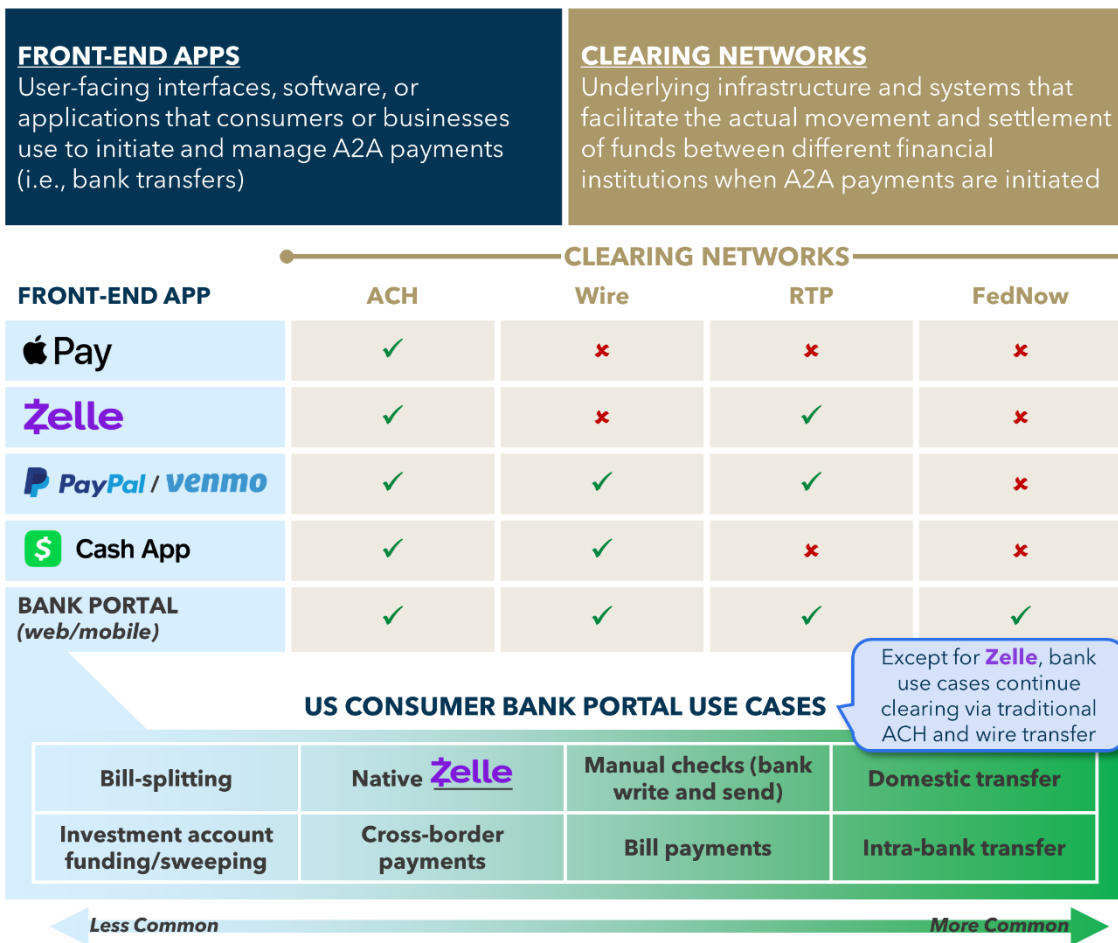 FRONT-END APPS
User-facing interfaces, software, or
applications that consumers or businesses
use to initiate and manage A2A payments
(i.e., bank transfers)
CLEARING NETWORKS
Underlying infrastructure and systems that
facilitate the actual movement and settlement
of funds between different financial
institutions when A2A payments are initiated
CLEARING NETWORKS
FRONT-END APP ACH Wire RTP FedNow
Pay ✓ ✘ ✘ ✘
Zelle ✓ ✘ ✓ ✘
PayPal / venmo ✓ ✓ ✓ ✘
$ Cash App ✓ ✓ ✘ ✘
BANK PORTAL
(web/mobile) ✓ ✓ ✓ ✓
Except for Zelle, bank
use cases continue
clearing via traditional
ACH and wire transfer
US CONSUMER BANK PORTAL USE CASES
Bill-splitting
Native Zelle
Manual checks (bank
write and send)
Domestic transfer
Investment account
funding/sweeping
Cross-border
payments
Bill payments
Intra-bank transfer
Less Common
More Common